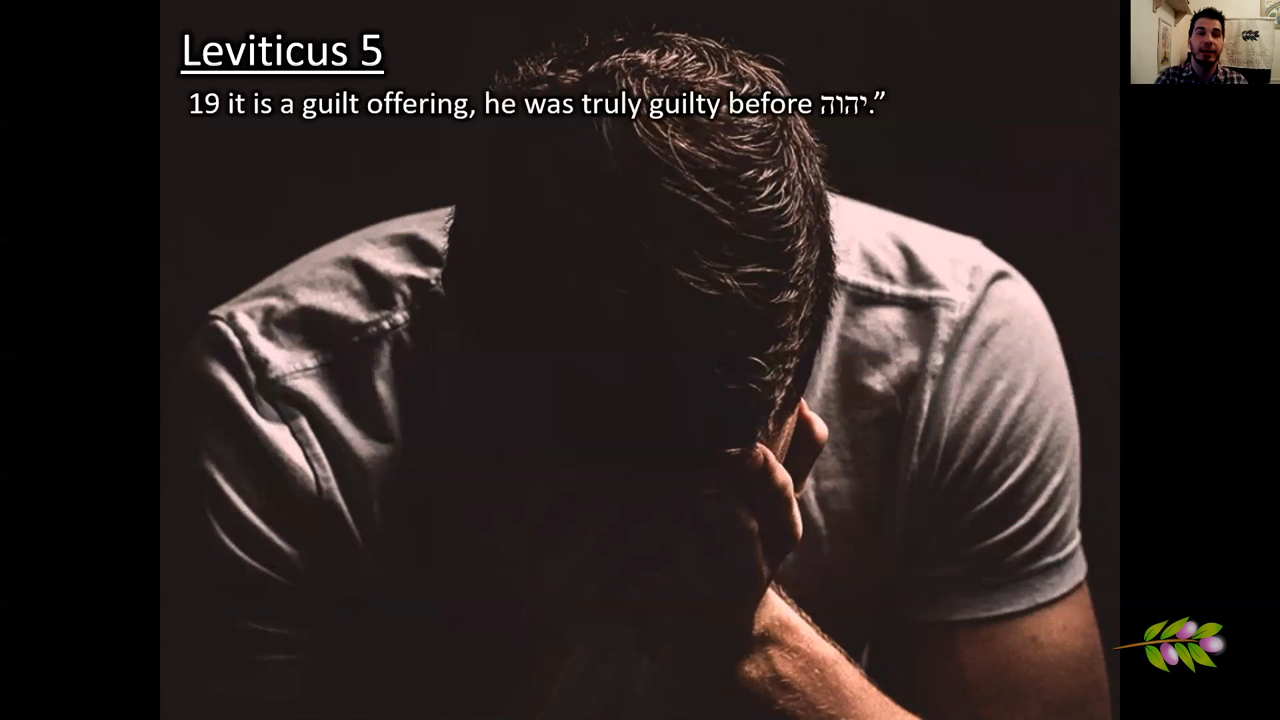 Leviticus 5
19 it is a guilt offering, he was truly guilty before יהוה.”